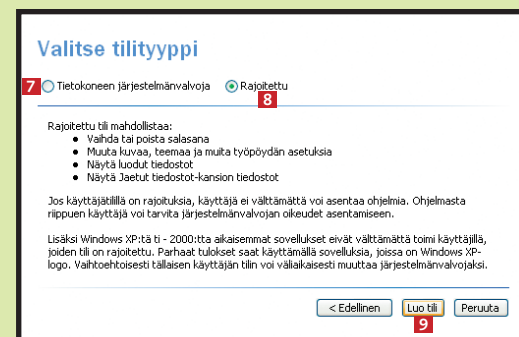 Valitse tilityyppi
7 Tietokoneen järjestelmänvalvoja Rajoitettu
8
Rajoitettu tili mahdollistaa:
• Vaihda tai poista salasana
• Muuta kuvaa, teemaa ja muita työpöydän asetuksia
• Näytä luodut tiedostot
• Näytä Jaetut tiedostot-kansion tiedostot
Jos käyttäjätilillä on rajoituksia, käyttäjä ei välttämättä voi asentaa ohjelmia. Ohjelmasta
riippuen käyttäjä voi tarvita järjestelmänvalvojan oikeudet asentamiseen.
Lisäksi Windows XP:tä ti - 2000:tta aikaisemmat sovellukset eivät välttämättä toimi käyttäjillä,
joiden tili on rajoitettu. Parhaat tulokset saat käyttämällä sovelluksia, joissa on Windows XP-
logo. Vaihtoehtoisesti tällaisen käyttäjän tilin voi väliaikaisesti muuttaa järjestelmänvalvojaksi.
< Edellinen Luo tili Peruuta
9